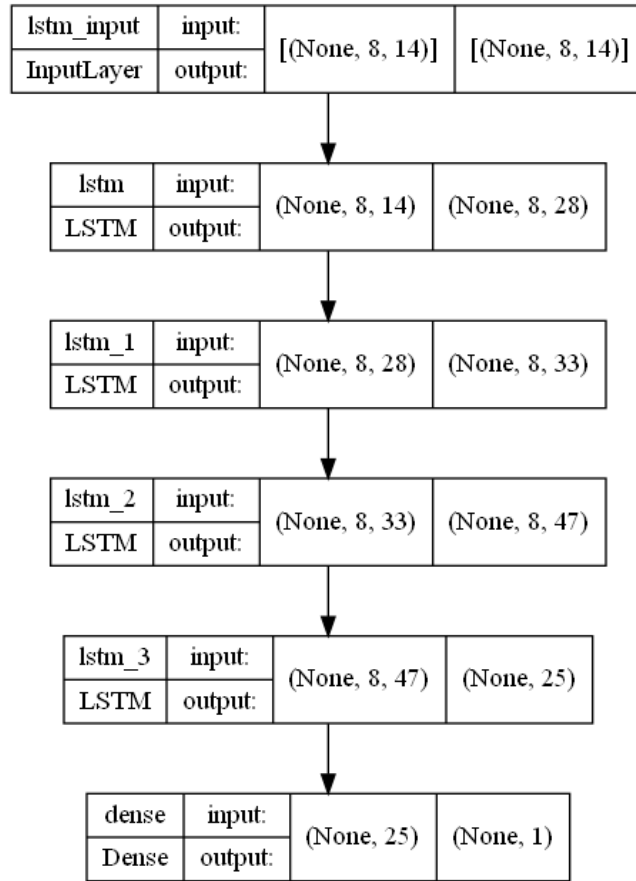 lstm_input input: [(None, 8, 14)] [(None, 8, 14)]
InputLayer output:
lstm input: (None, 8, 14) (None, 8, 28)
LSTM output:
lstm_1 input: (None, 8, 28) (None, 8, 33)
LSTM output:
lstm_2 input: (None, 8, 33) (None, 8, 47)
LSTM output:
lstm_3 input: (None, 8, 47) (None, 25)
LSTM output:
dense input: (None, 25) (None, 1)
Dense output: